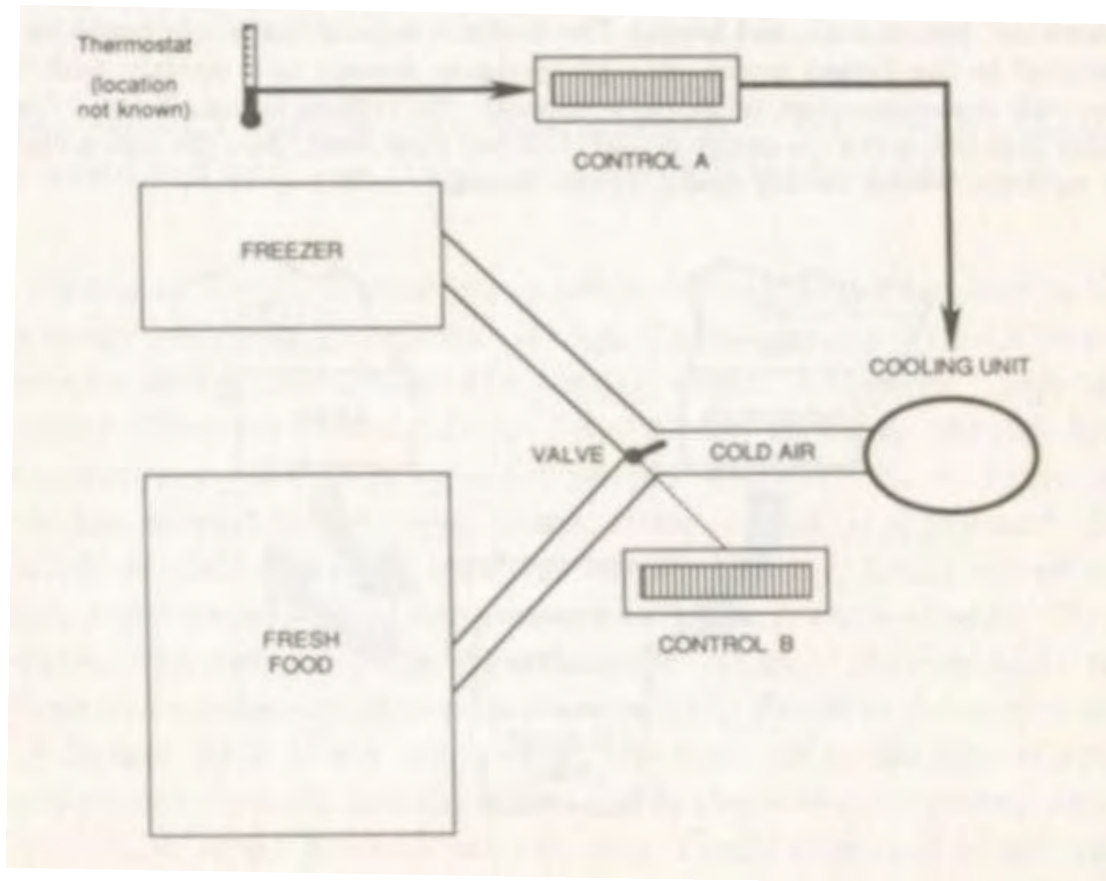 Thermostat
(location
not known)
CONTROL A
FREEZER
COOLING UNIT
VALVE
COLD AIR
CONTROL B
FRESH
FOOD